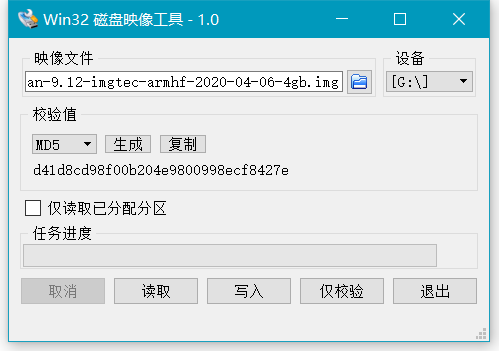 Win32 磁盘映像工具 - 1.0
映像文件
设备
an-9.12-imgtec-armhf-2020-04-06-4gb.img
[G:\]
校验值
MD5
生成
复制
d41d8cd98f00b204e9800998ecf8427e
仅读取已分配分区
任务进度
取消
读取
写入
仅校验
退出